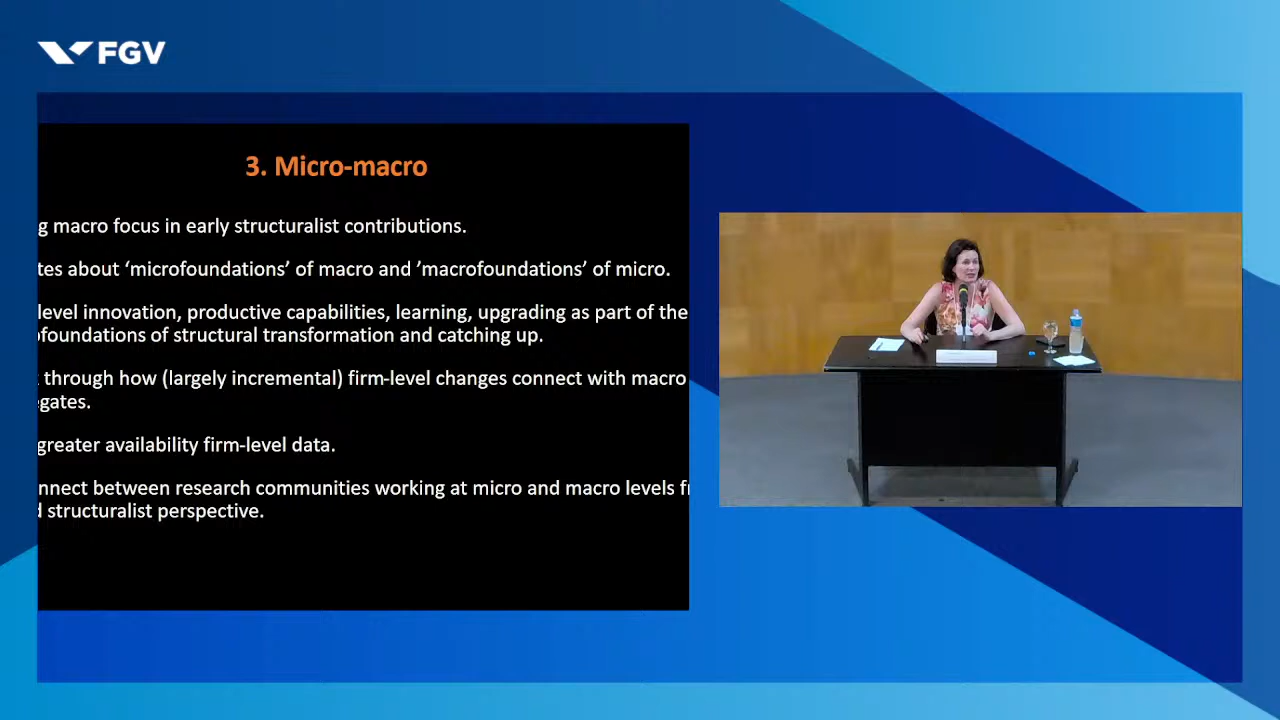 FGV
3. Micro-macro
g macro focus in early structuralist contributions.
tes about ‘microfoundations’ of macro and ’macrofoundations’ of micro.
level innovation, productive capabilities, learning, upgrading as part of the
ofoundations of structural transformation and catching up.
through how (largely incremental) firm-level changes connect with macro
egates.
greater availability firm-level data.
nnect between research communities working at micro and macro levels fr
d structuralist perspective.